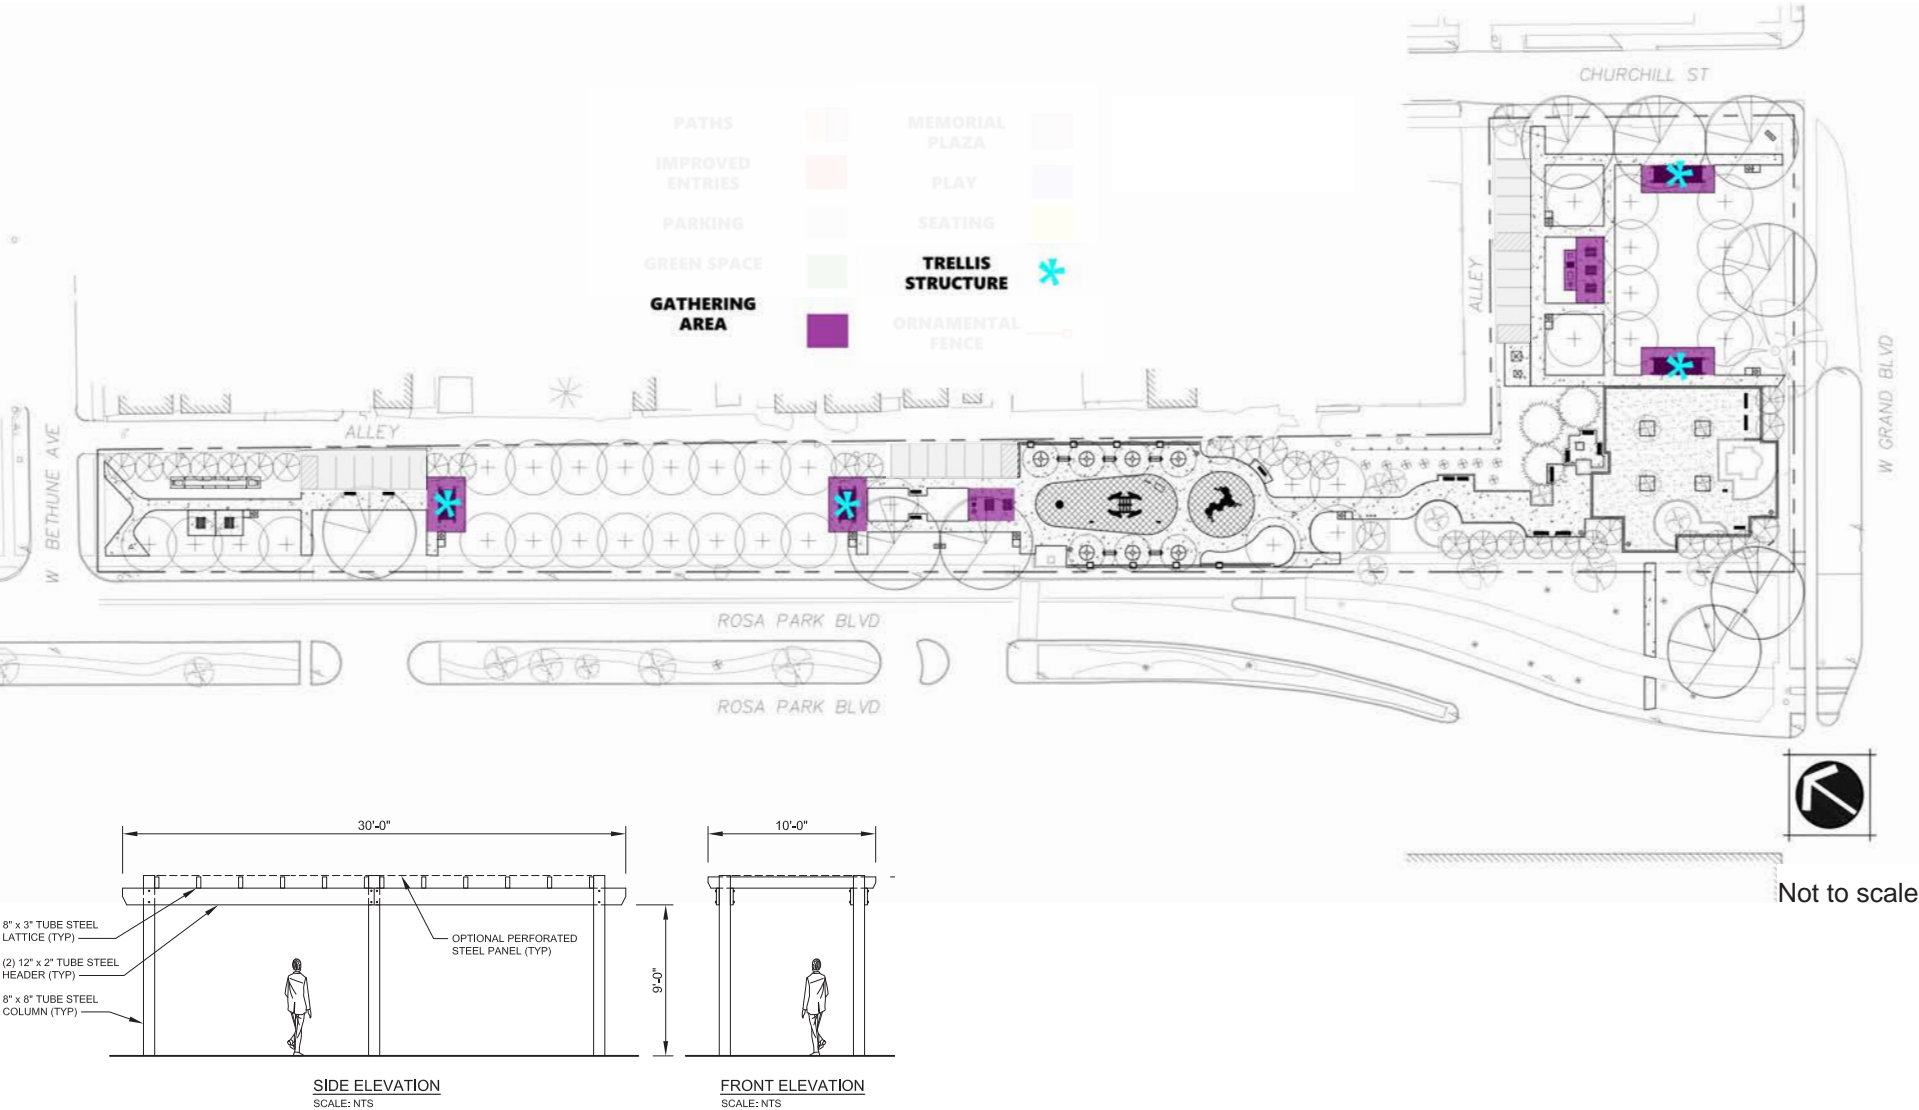 CHURCHILL ST
PATHS
MEMORIAL
PLAZA
IMPROVED
ENTRIES
PLAY
PARKING
SEATING
GREEN SPACE
TRELLIS
STRUCTURE
GATHERING
AREA
ORNAMENTAL
FENCE
ALLEY
W GRAND BLVD
ALLEY
W BETHUNE AVE
ROSA PARK BLVD
ROSA PARK BLVD
Not to scale
30'-0"
10'-0"
8" x 3" TUBE STEEL
LATTICE (TYP)
(2) 12" x 2" TUBE STEEL
HEADER (TYP)
8" x 8" TUBE STEEL
COLUMN (TYP)
OPTIONAL PERFORATED
STEEL PANEL (TYP)
9'-0"
SIDE ELEVATION
SCALE: NTS
FRONT ELEVATION
SCALE: NTS